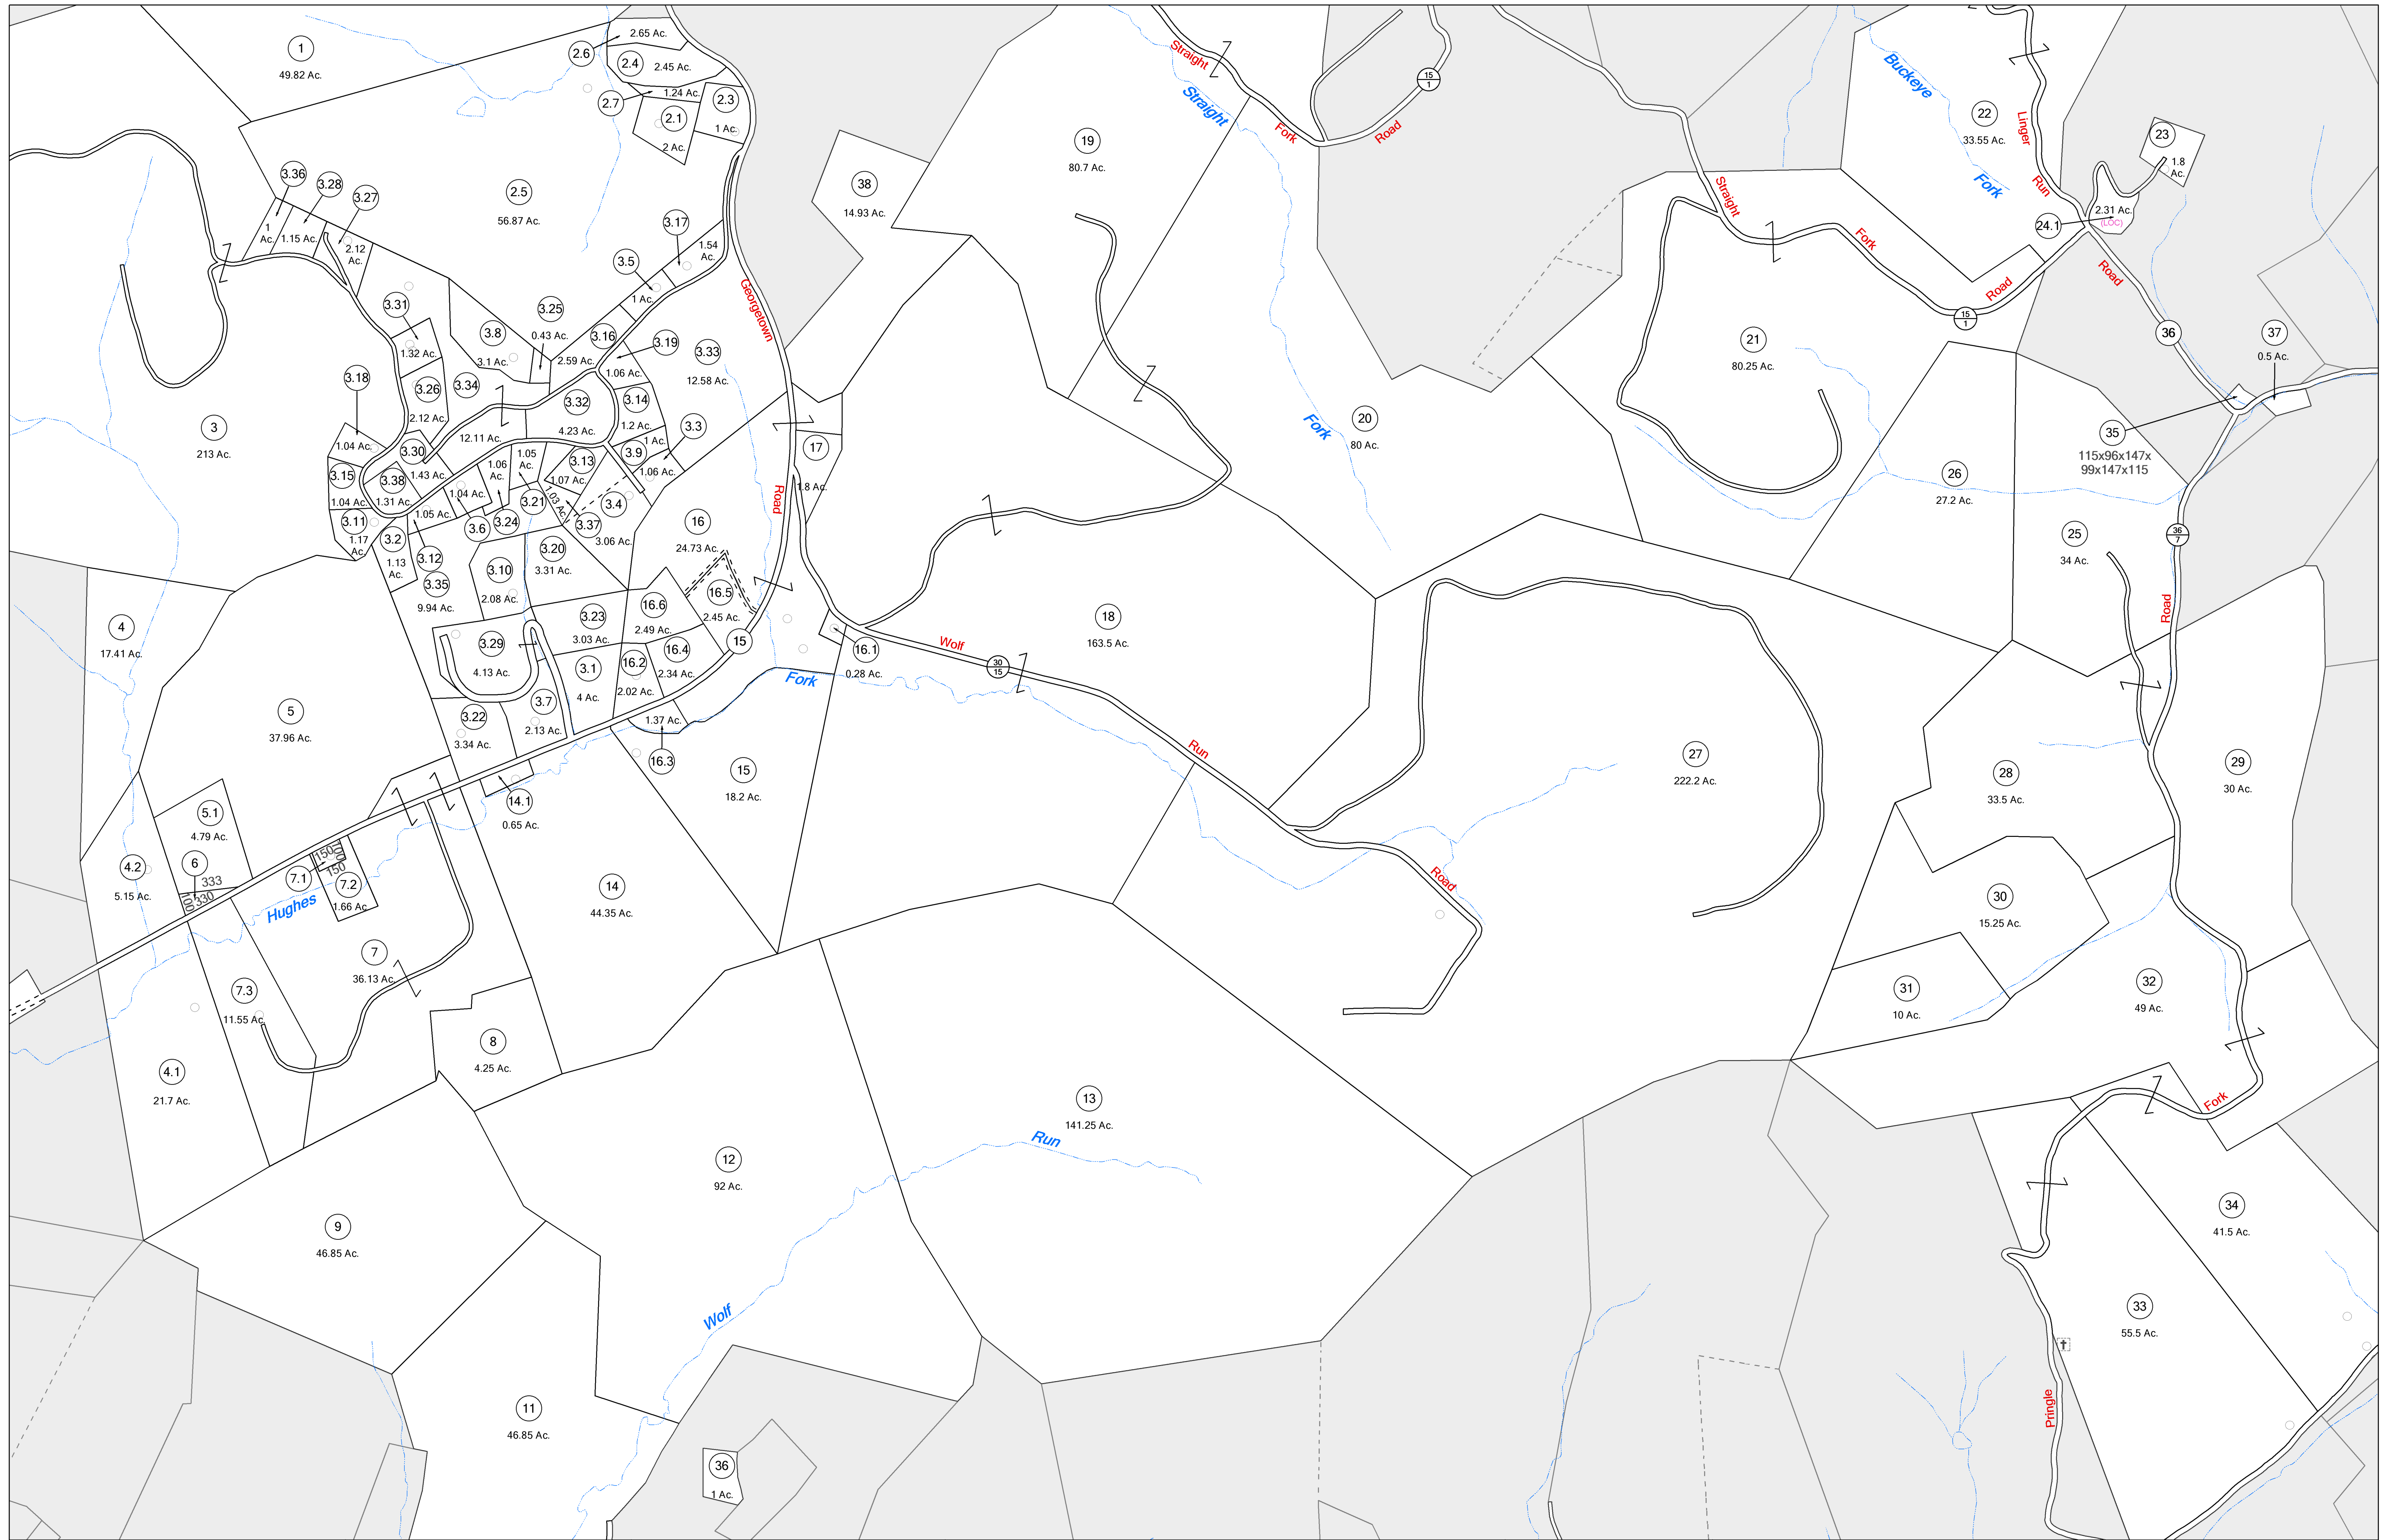 1
49.82 Ac.
2.6
2.65 Ac.
2.4
2.45 Ac.
2.7
1.24 Ac.
2.3
1 Ac.
2.1
2 Ac.
2.5
56.87 Ac.
3.36
1
Ac.
3.28
1.15 Ac.
3.27
2.12
Ac.
3.17
1.54
Ac.
3.5
1 Ac.
3.31
1.32 Ac.
3.8
3.1 Ac.
3.25
0.43 Ac.
3.16
2.59 Ac.
3.19
1.06 Ac.
3.33
12.58 Ac.
3.18
1.04 Ac.
3.26
2.12 Ac.
3.34
12.11 Ac.
3.32
4.23 Ac.
3.14
1.2 Ac.
3.3
1.06 Ac.
3.9
1 Ac.
3
213 Ac.
3.30
1.43 Ac.
3.15
1.04 Ac.
3.38
1.31 Ac.
3.11
1.17
Ac.
3.2
1.13
Ac.
3.12
1.05 Ac.
3.6
1.04 Ac.
3.24
1.06
Ac.
3.21
1.05
Ac.
3.13
1.07 Ac.
3.37
1.03 Ac.
3.4
3.06 Ac.
3.35
9.94 Ac.
3.10
2.08 Ac.
3.20
3.31 Ac.
3.23
3.03 Ac.
3.29
4.13 Ac.
3.1
4 Ac.
3.7
2.13 Ac.
3.22
3.34 Ac.
16
24.73 Ac.
16.5
2.45 Ac.
16.6
2.49 Ac.
16.4
2.34 Ac.
16.2
2.02 Ac.
16.3
1.37 Ac.
16.1
0.28 Ac.
15
17
1.8 Ac.
Georgetown
Road
38
14.93 Ac.
19
80.7 Ac.
Straight
Fork
Road
15
1
Straight
Fork
20
80 Ac.
Straight
Fork
Road
15
1
21
80.25 Ac.
Buckeye
Fork
22
33.55 Ac.
Linger
Run
Road
23
1.8
Ac.
24.1
2.31 Ac.
(LOC)
36
37
0.5 Ac.
35
115x96x147x
99x147x115
26
27.2 Ac.
25
34 Ac.
36
7
Road
4
17.41 Ac.
5
37.96 Ac.
5.1
4.79 Ac.
4.2
5.15 Ac.
6
333
100
330
7.1
150
100
150
7.2
1.66 Ac.
Hughes
Fork
14.1
0.65 Ac.
7
36.13 Ac.
7.3
11.55 Ac.
4.1
21.7 Ac.
8
4.25 Ac.
14
44.35 Ac.
15
18.2 Ac.
18
163.5 Ac.
Wolf
30
15
Run
Road
27
222.2 Ac.
28
33.5 Ac.
29
30 Ac.
30
15.25 Ac.
31
10 Ac.
32
49 Ac.
Fork
13
141.25 Ac.
12
92 Ac.
Run
Wolf
9
46.85 Ac.
11
46.85 Ac.
36
1 Ac.
34
41.5 Ac.
33
55.5 Ac.
Pringle